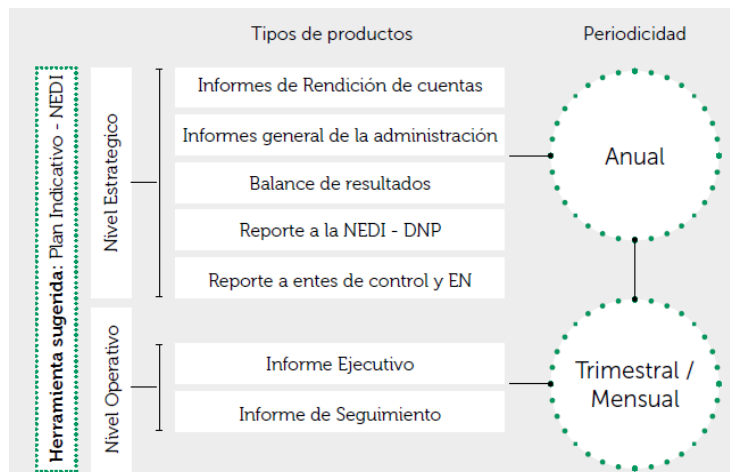 Tipos de productos
Periodicidad
Herramienta sugerida: Plan Indicativo - NEDI
Nivel Estrategico
Informes de Rendición de cuentas
Informes general de la administración
Balance de resultados
Reporte a la NEDI - DNP
Reporte a entes de control y EN
Anual
Nivel Operativo
Informe Ejecutivo
Informe de Seguimiento
Trimestral /
Mensual